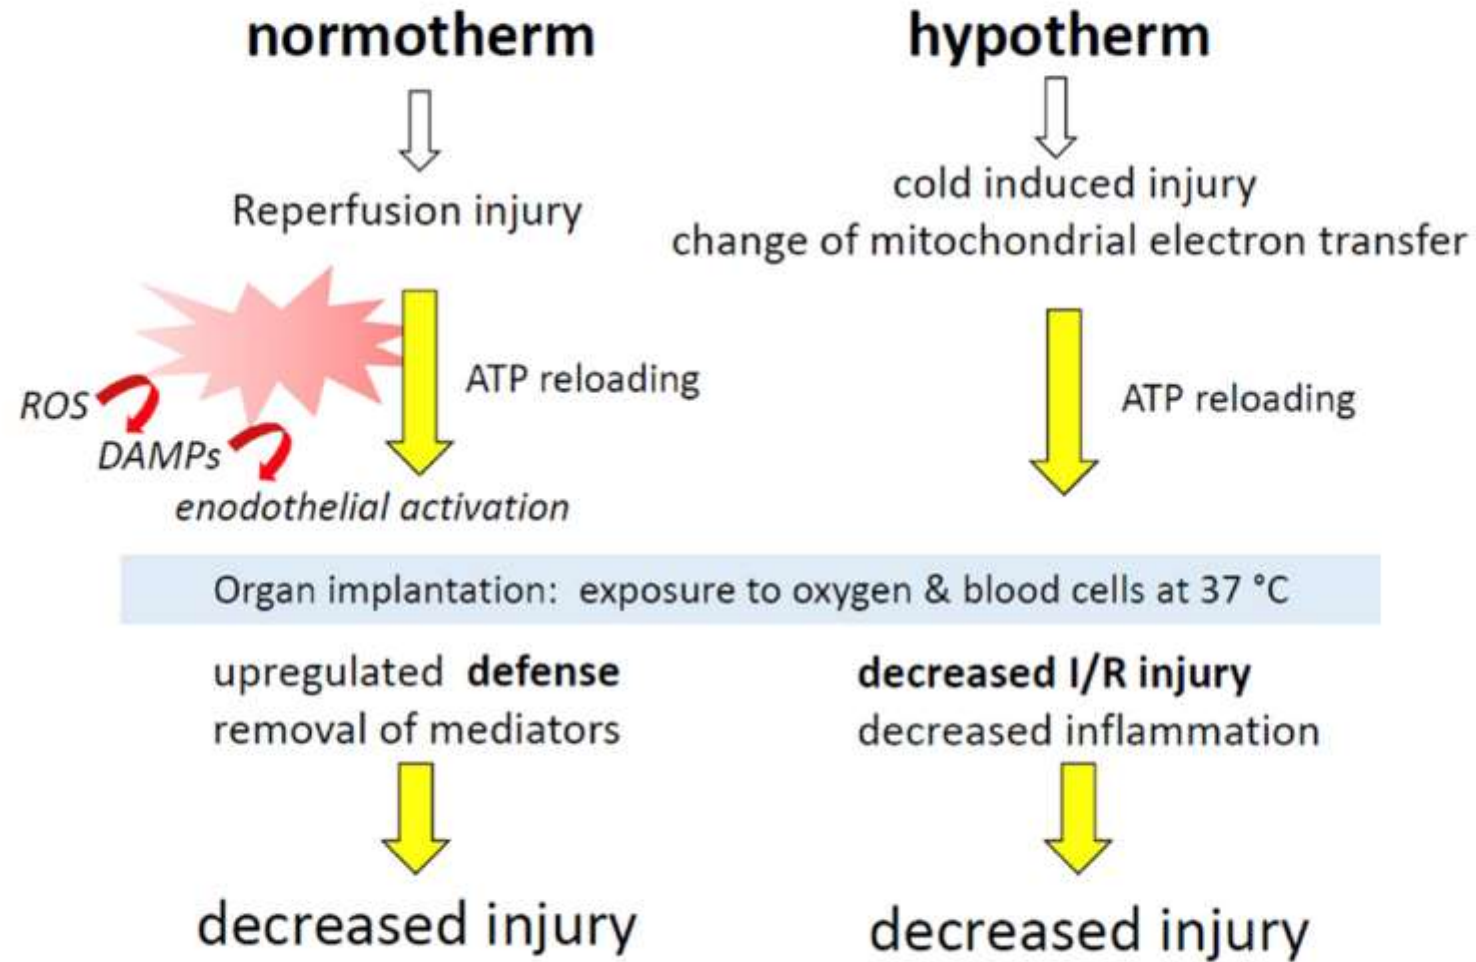 normotherm
hypotherm
Reperfusion injury
cold induced injury
change of mitochondrial electron transfer
ATP reloading
ATP reloading
ROS
DAMPs
enodothelial activation
Organ implantation: exposure to oxygen & blood cells at 37 °C
upregulated defense
removal of mediators
decreased I/R injury
decreased inflammation
decreased injury
decreased injury